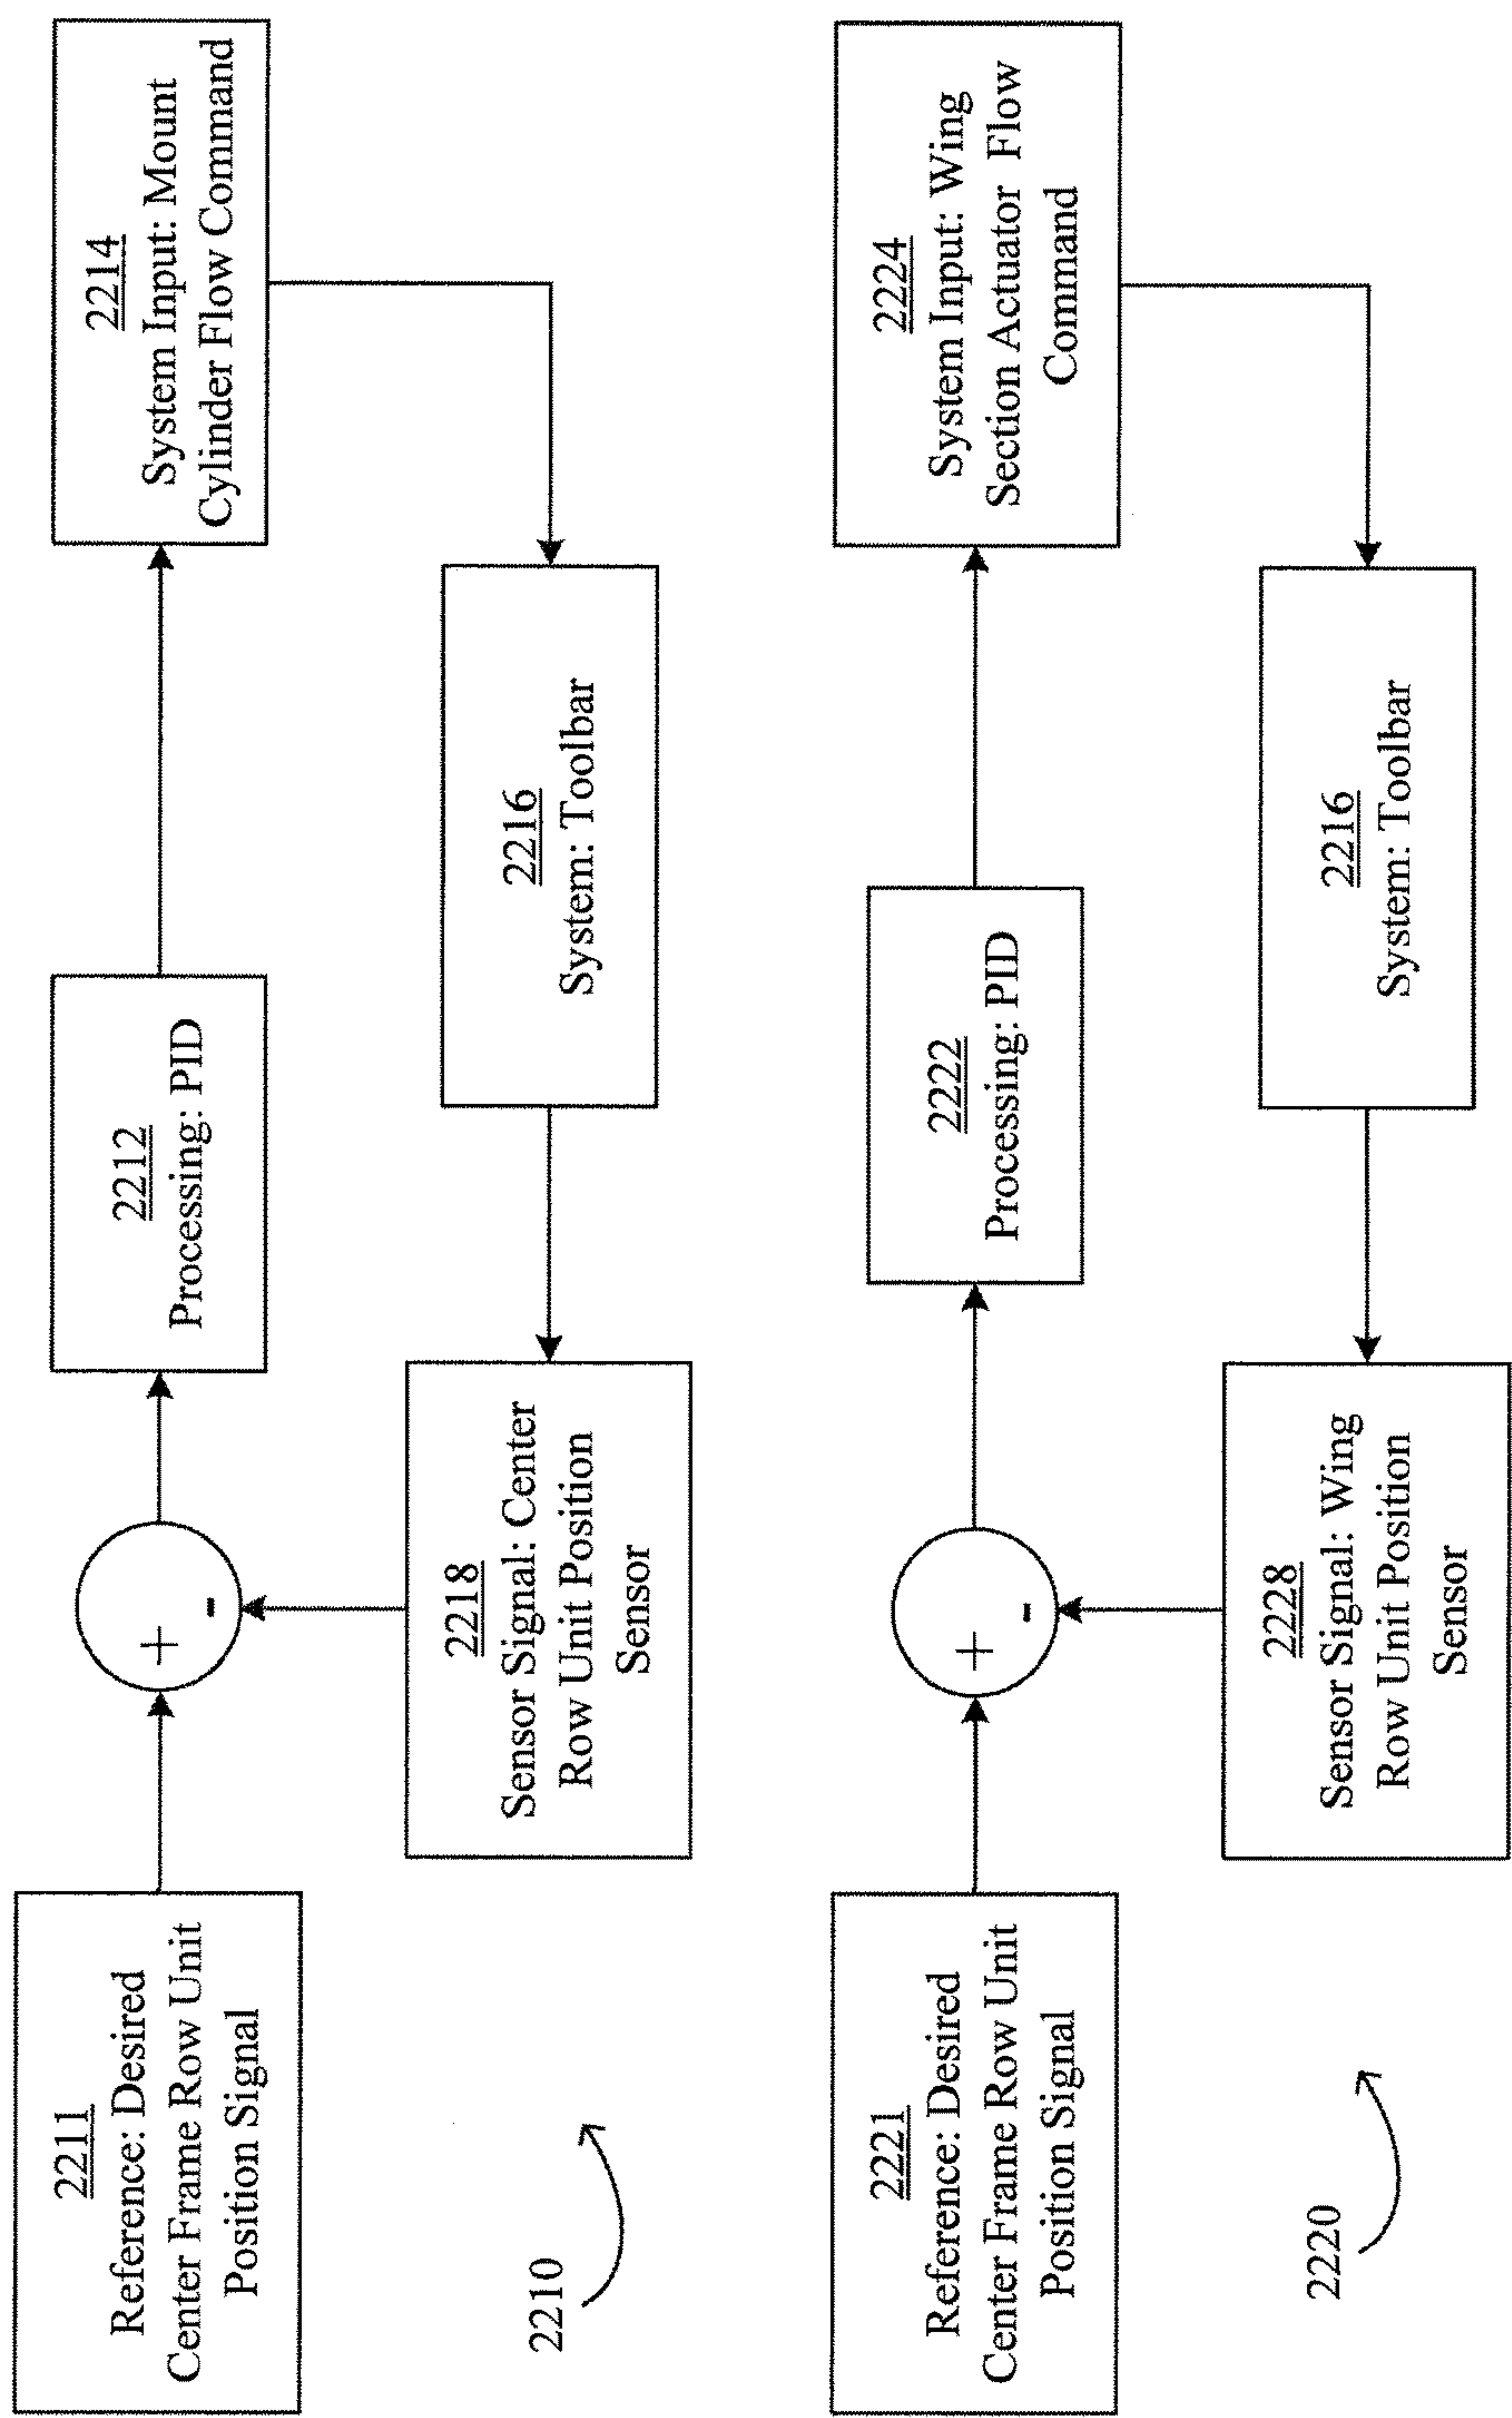 2211
Reference: Desired
Center Frame Row Unit
Position Signal
+
-
2212
Processing: PID
2214
System Input: Mount
Cylinder Flow Command
2218
Sensor Signal: Center
Row Unit Position
Sensor
2216
System: Toolbar
2210
2221
Reference: Desired
Center Frame Row Unit
Position Signal
+
-
2222
Processing: PID
2224
System Input: Wing
Section Actuator Flow
Command
2228
Sensor Signal: Wing
Row Unit Position
Sensor
2216
System: Toolbar
2220